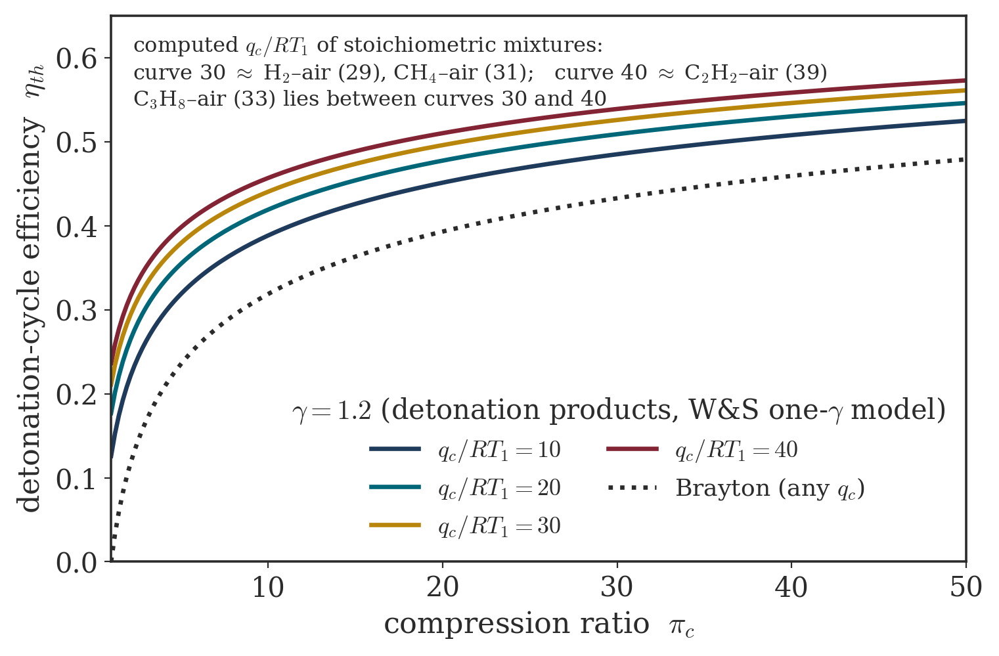 computed q_c/RT_1 of stoichiometric mixtures:
curve 30 ≈ H₂–air (29), CH₄–air (31); curve 40 ≈ C₂H₂–air (39)
C₃H₈–air (33) lies between curves 30 and 40
detonation-cycle efficiency η_th
0.6
0.5
0.4
0.3
0.2
0.1
0.0
γ = 1.2 (detonation products, W&S one-γ model)
q_c/RT_1 = 10
q_c/RT_1 = 20
q_c/RT_1 = 30
q_c/RT_1 = 40
Brayton (any q_c)
10 20 30 40 50
compression ratio π_c